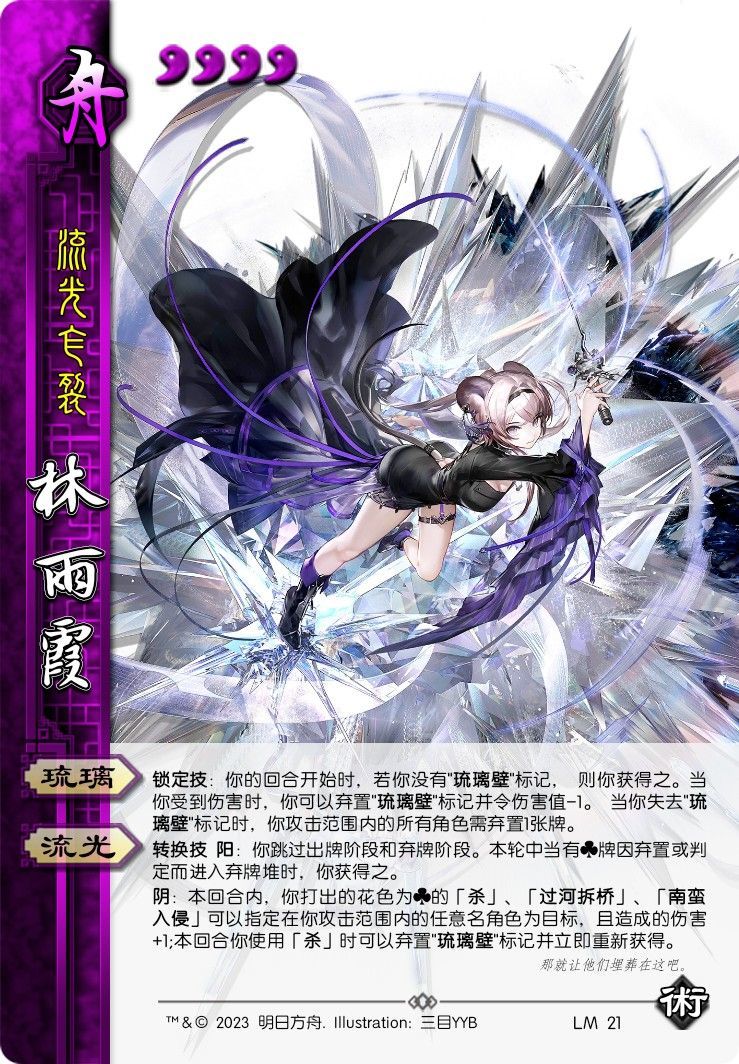 舟
流光乍裂
林雨霞
琉璃
锁定技：你的回合开始时，若你没有"琉璃壁"标记， 则你获得之。当
你受到伤害时，你可以弃置"琉璃壁"标记并令伤害值-1。 当你失去"琉
璃壁"标记时，你攻击范围内的所有角色需弃置1张牌。
流光
转换技 阳：你跳过出牌阶段和弃牌阶段。本轮中当有♣牌因弃置或判
定而进入弃牌堆时，你获得之。
阴：本回合内，你打出的花色为♣的「杀」、「过河拆桥」、「南蛮
入侵」可以指定在你攻击范围内的任意名角色为目标，且造成的伤害
+1;本回合你使用「杀」时可以弃置"琉璃壁"标记并立即重新获得。
那就让他们埋葬在这吧。
術
™&© 2023 明日方舟. Illustration: 三目YYB
LM 21